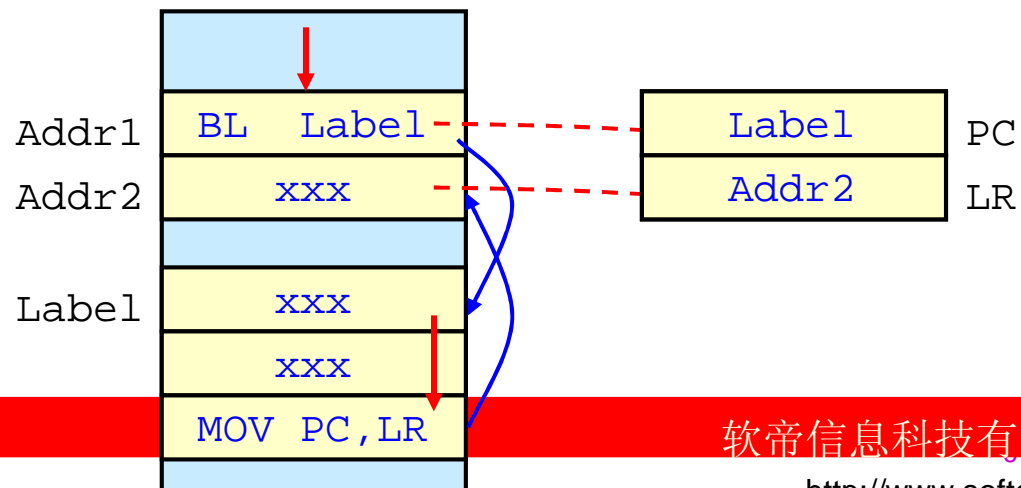 Addr1 BL Label Label PC
Addr2 xxx Addr2 LR
Label xxx
xxx
MOV PC,LR
软帝信息科技有